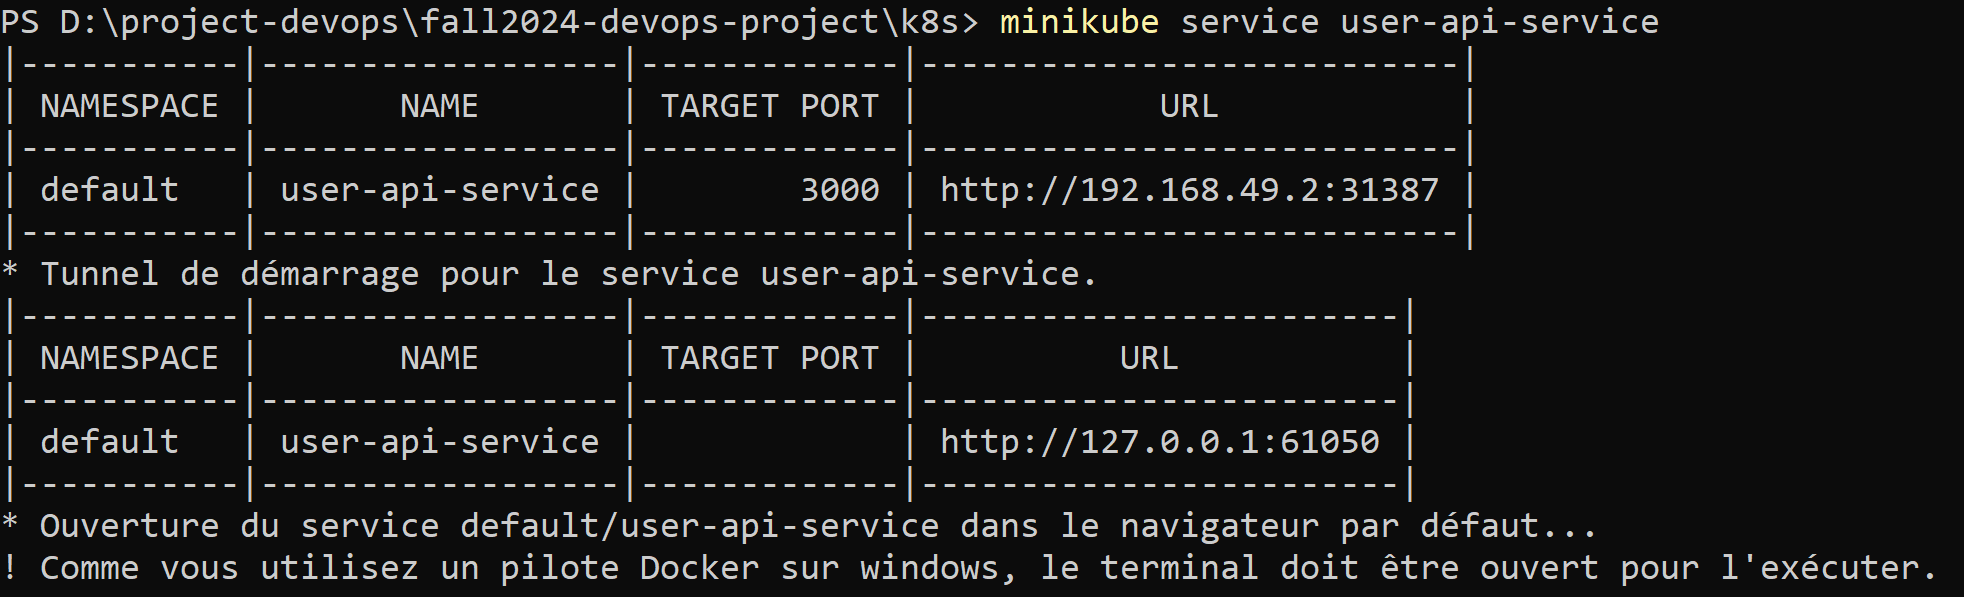 PS D:\project-devops\fall2024-devops-project\k8s> minikube service user-api-service
|-----------|------------------|-------------|---------------------------|
| NAMESPACE |       NAME       | TARGET PORT |            URL            |
|-----------|------------------|-------------|---------------------------|
| default   | user-api-service |        3000 | http://192.168.49.2:31387 |
|-----------|------------------|-------------|---------------------------|
* Tunnel de démarrage pour le service user-api-service.
|-----------|------------------|-------------|------------------------|
| NAMESPACE |       NAME       | TARGET PORT |          URL           |
|-----------|------------------|-------------|------------------------|
| default   | user-api-service |             | http://127.0.0.1:61050 |
|-----------|------------------|-------------|------------------------|
* Ouverture du service default/user-api-service dans le navigateur par défaut...
! Comme vous utilisez un pilote Docker sur windows, le terminal doit être ouvert pour l'exécuter.